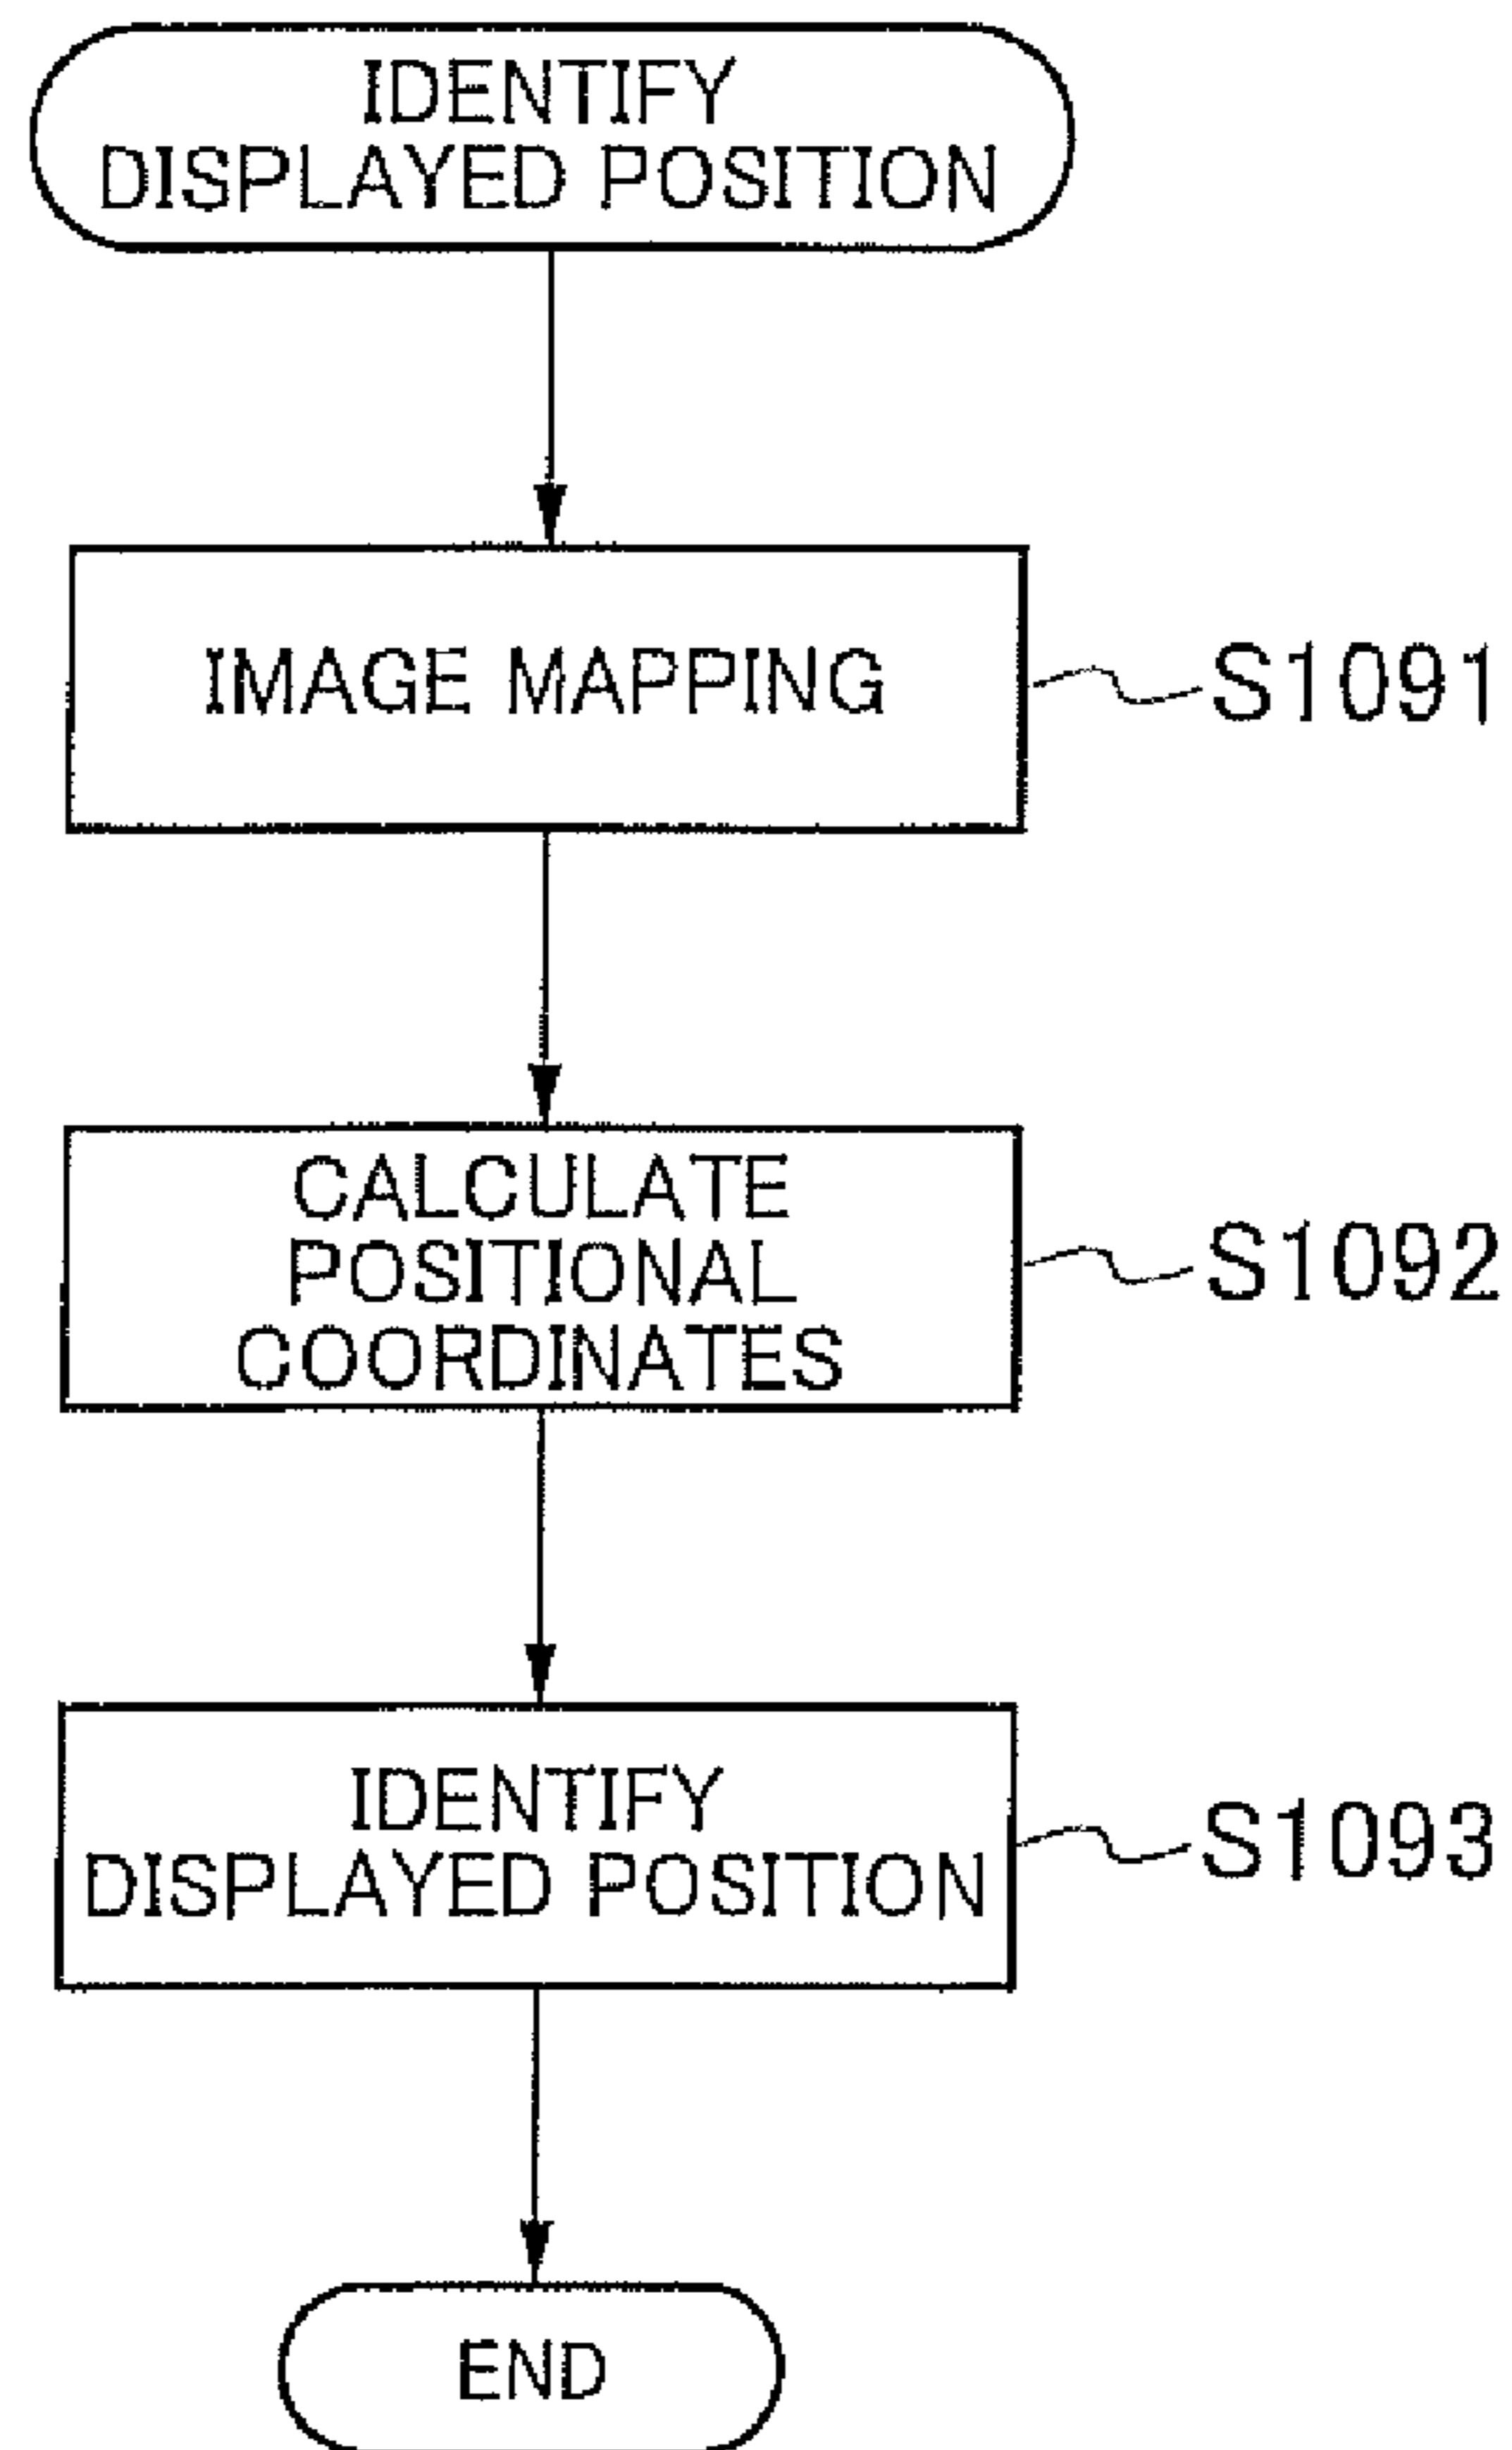 IDENTIFY
DISPLAYED POSITION
IMAGE MAPPING
S1091
CALCULATE
POSITIONAL
COORDINATES
S1092
IDENTIFY
DISPLAYED POSITION
S1093
END